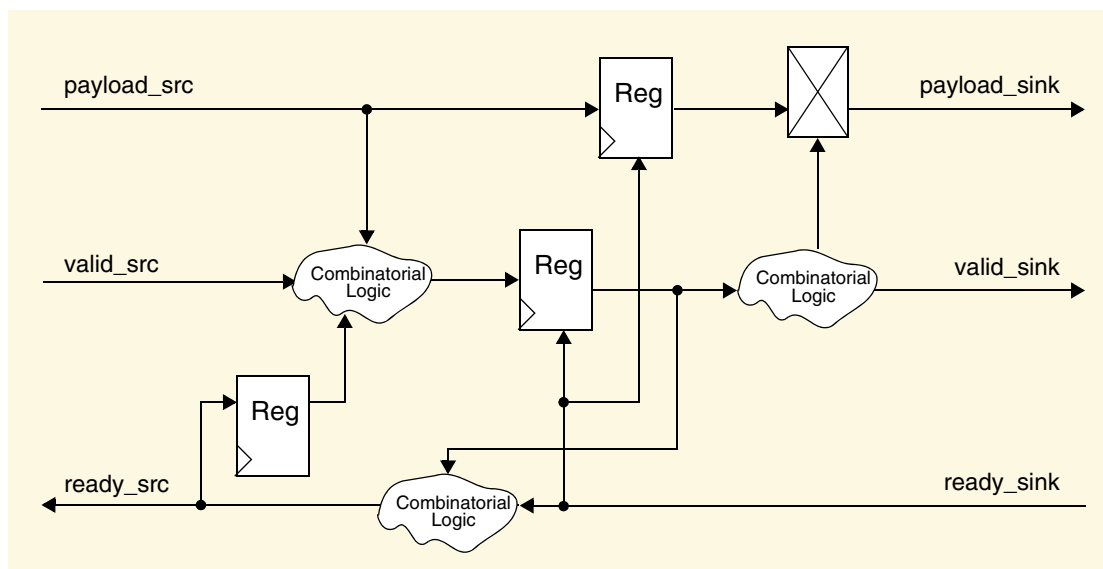 payload_src
Reg
payload_sink
valid_src
Combinatorial
Logic
Reg
Combinatorial
Logic
valid_sink
Reg
ready_src
Combinatorial
Logic
ready_sink